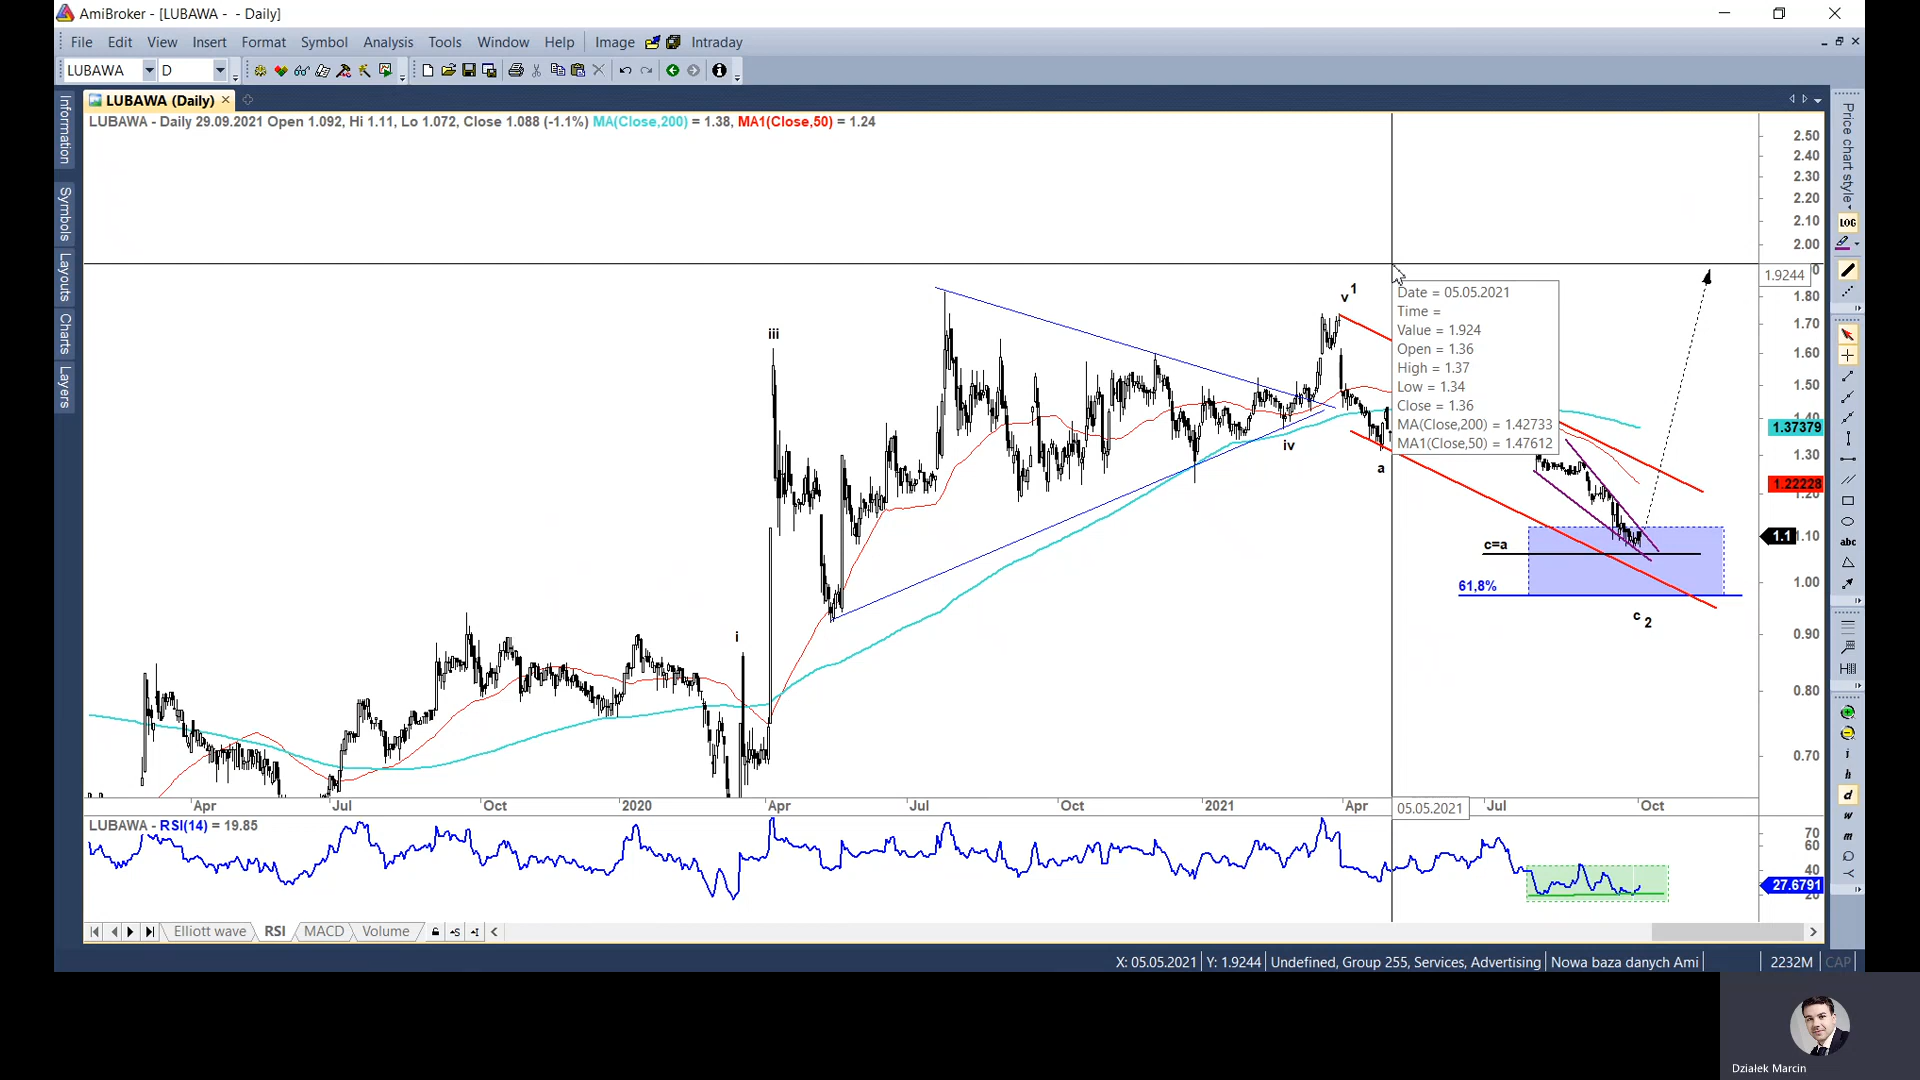 AmiBroker - [LUBAWA - - Daily]
File Edit View Insert Format Symbol Analysis Tools Window Help Image Intraday
LUBAWA D
LUBAWA (Daily)
LUBAWA - Daily 29.09.2021 Open 1.092, Hi 1.11, Lo 1.072, Close 1.088 (-1.1%) MA(Close,200) = 1.38, MA1(Close,50) = 1.24
Information
Symbols
Layouts
Charts
Layers
Price chart style
LOG
abc
i
h
d
w
m
2.50
2.40
2.30
2.20
2.10
2.00
1.9244
1.80
1.70
1.60
1.50
1.40
1.37379
1.30
1.22228
1.20
1.1
1.10
1.00
0.90
0.80
0.70
iii
i
iv
v 1
a
Date = 05.05.2021
Time =
Value = 1.924
Open = 1.36
High = 1.37
Low = 1.34
Close = 1.36
MA(Close,200) = 1.42733
MA1(Close,50) = 1.47612
c=a
61,8%
c 2
Apr Jul Oct 2020 Apr Jul Oct 2021 Apr 05.05.2021 Jul Oct
LUBAWA - RSI(14) = 19.85
70
60
40
27.6791
20
Elliott wave RSI MACD Volume
X: 05.05.2021 Y: 1.9244 Undefined, Group 255, Services, Advertising Nowa baza danych Ami 2232M CAP
Działek Marcin